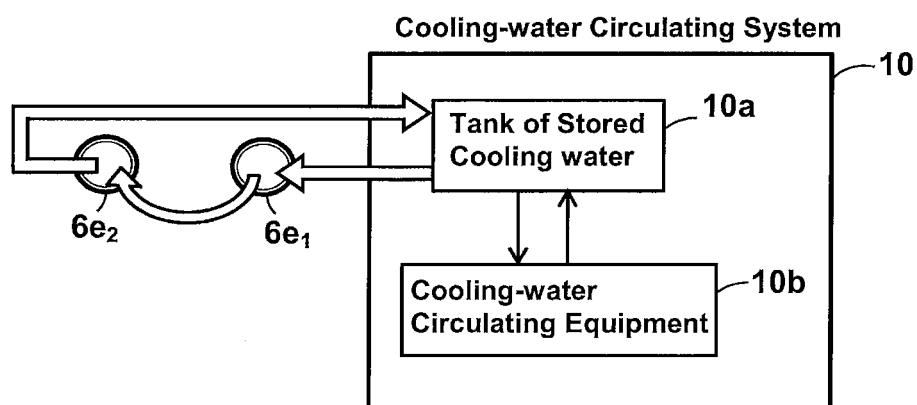 Cooling-water Circulating System
10
10a
Tank of Stored
Cooling water
6e₂
6e₁
10b
Cooling-water
Circulating Equipment